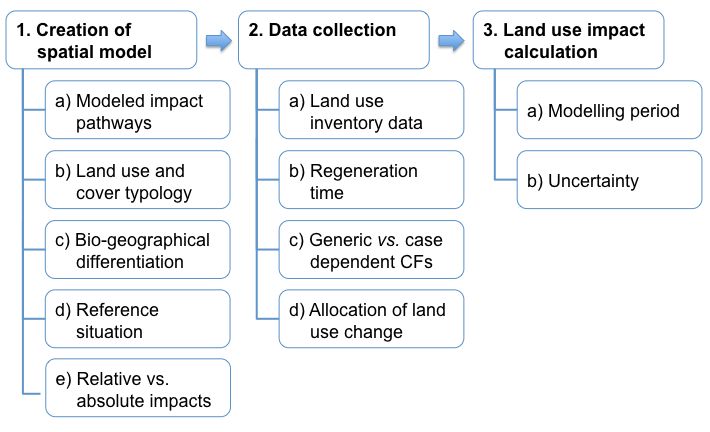 1. Creation of
spatial model
a) Modeled impact
pathways
b) Land use and
cover typology
c) Bio-geographical
differentiation
d) Reference
situation
e) Relative vs.
absolute impacts
2. Data collection
a) Land use
inventory data
b) Regeneration
time
c) Generic vs. case
dependent CFs
d) Allocation of land
use change
3. Land use impact
calculation
a) Modelling period
b) Uncertainty